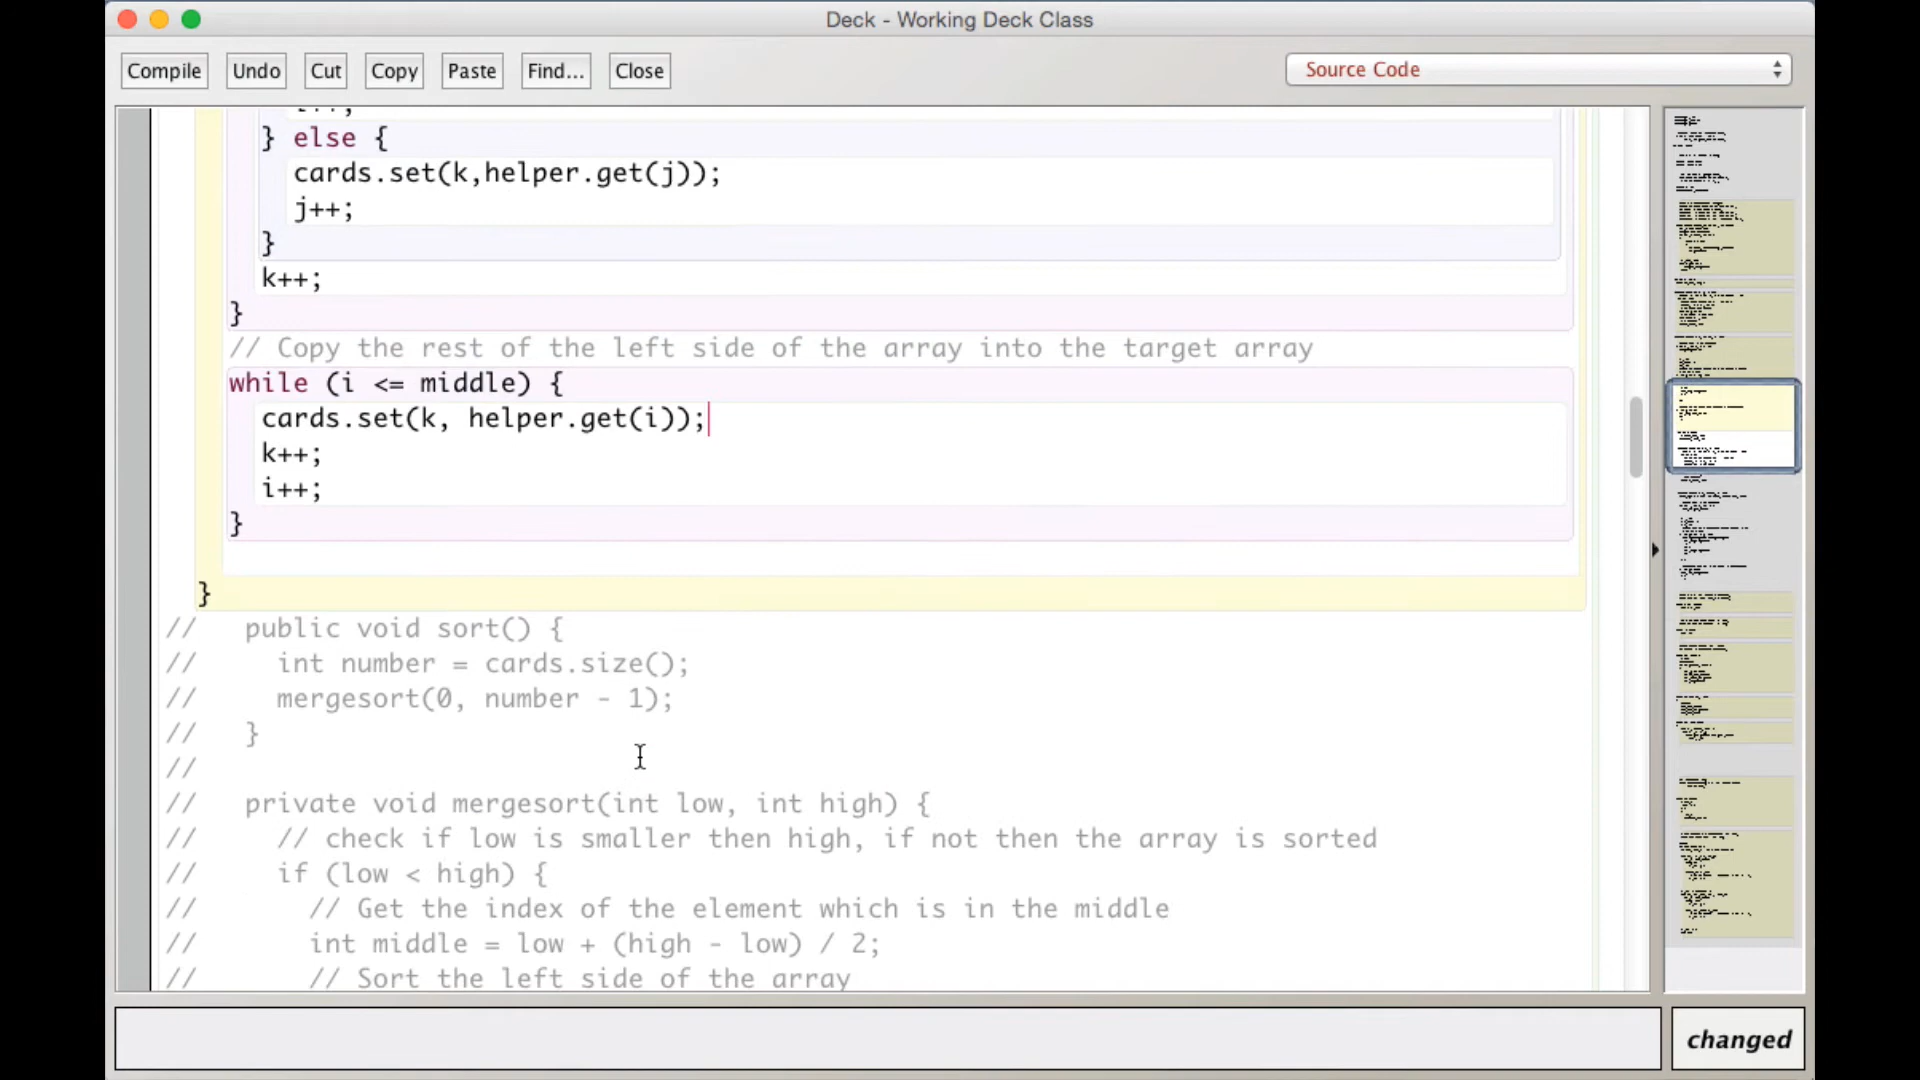 Deck - Working Deck Class
Compile Undo Cut Copy Paste Find... Close Source Code
} else {
cards.set(k,helper.get(j));
j++;
}
k++;
}
// Copy the rest of the left side of the array into the target array
while (i <= middle) {
cards.set(k, helper.get(i));
k++;
i++;
}
}
// public void sort() {
// int number = cards.size();
// mergesort(0, number - 1);
// }
//
// private void mergesort(int low, int high) {
// // check if low is smaller then high, if not then the array is sorted
// if (low < high) {
// // Get the index of the element which is in the middle
// int middle = low + (high - low) / 2;
// // Sort the left side of the array
changed